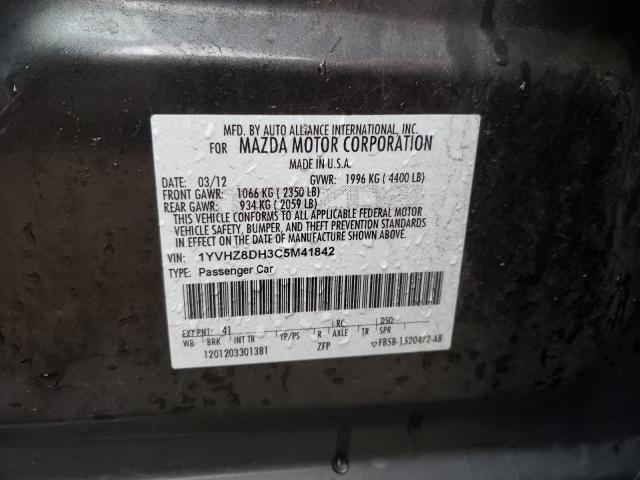 MFD. BY AUTO ALLIANCE INTERNATIONAL, INC.
FOR MAZDA MOTOR CORPORATION
MADE IN U.S.A.
DATE: 03/12 GVWR: 1996 KG ( 4400 LB)
FRONT GAWR: 1066 KG ( 2350 LB)
REAR GAWR: 934 KG ( 2059 LB)
THIS VEHICLE CONFORMS TO ALL APPLICABLE FEDERAL MOTOR
VEHICLE SAFETY, BUMPER, AND THEFT PREVENTION STANDARDS
IN EFFECT ON THE DATE OF MANUFACTURE SHOWN ABOVE.
VIN: 1YVHZ8DH3C5M41842
TYPE: Passenger Car
EXT PNT: 41 RC: DSO:
WB BRK INT TR TP/PS R AXLE TR SPR
1201203301381 ZFP F85B-15204/2-AB